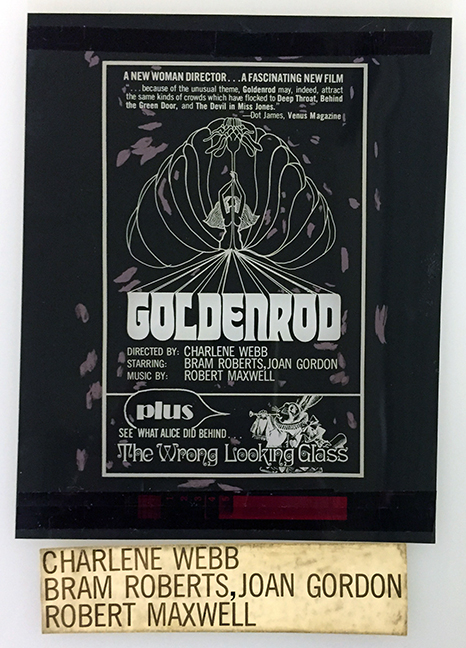 A NEW WOMAN DIRECTOR...A FASCINATING NEW FILM
"...because of the unusual theme, Goldenrod may, indeed, attract
the same kinds of crowds which have flocked to Deep Throat, Behind
the Green Door, and The Devil in Miss Jones."
—Dot James, Venus Magazine
GOLDENROD
DIRECTED BY: CHARLENE WEBB
STARRING: BRAM ROBERTS,JOAN GORDON
MUSIC BY: ROBERT MAXWELL
plus
SEE WHAT ALICE DID BEHIND
The Wrong Looking Glass
CHARLENE WEBB
BRAM ROBERTS,JOAN GORDON
ROBERT MAXWELL